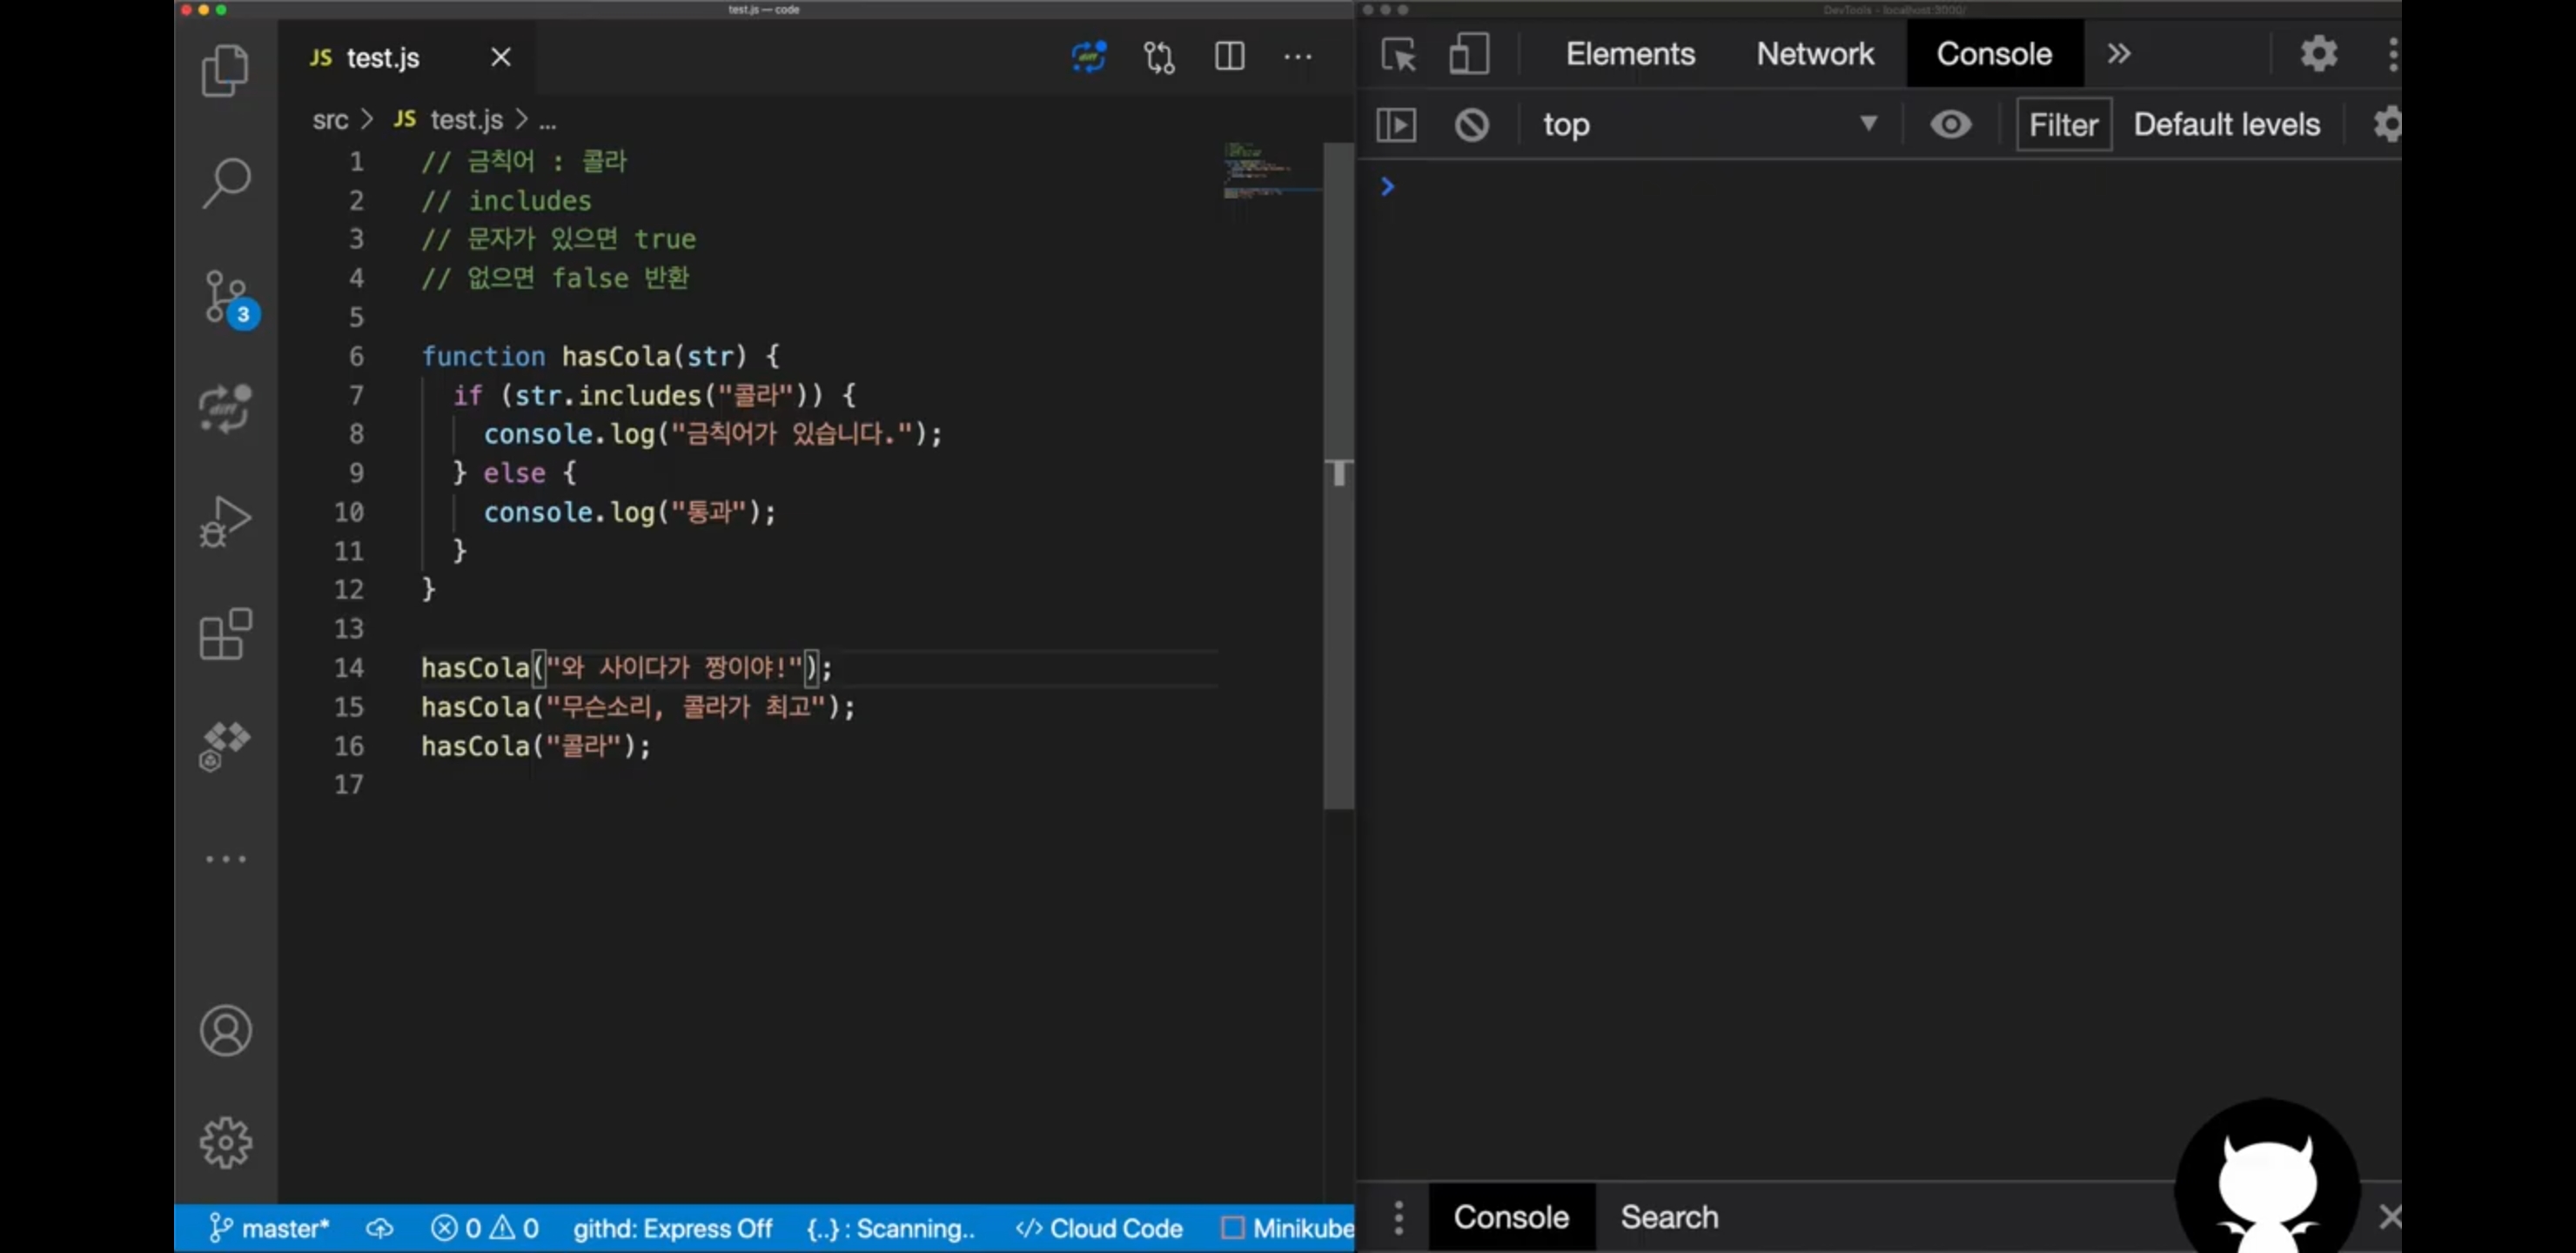 test.js — code
JS test.js
src > JS test.js > ...
1 // 금칙어 : 콜라
2 // includes
3 // 문자가 있으면 true
4 // 없으면 false 반환
5
6 function hasCola(str) {
7 if (str.includes("콜라")) {
8 console.log("금칙어가 있습니다.");
9 } else {
10 console.log("통과");
11 }
12 }
13
14 hasCola("와 사이다가 짱이야!");
15 hasCola("무슨소리, 콜라가 최고");
16 hasCola("콜라");
17
3
diff
master* 0 0 githd: Express Off {..} : Scanning.. </> Cloud Code Minikube
DevTools - localhost:3000/
Elements Network Console
top Filter Default levels
Console Search